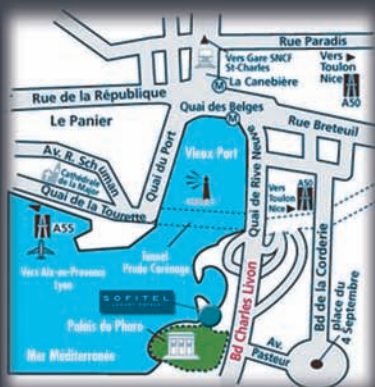 Rue Paradis
Vers Gare SNCF
St-Charles
Vers
Toulon
Nice
A50
M
La Canebière
Rue de la République
Quai des Belges
M
Le Panier
Rue Breteuil
Av. R. Schuman
Cathédrale
de la Major
Quai du Port
Vieux Port
Quai de Rive Neuve
Quai de la Tourette
Vers
Toulon
Nice
A50
A55
Vers Aix-en-Provence
Lyon
Tunnel
Prado Carénage
Bd de la Corderie
place du
4 Septembre
SOFITEL
Bd Charles Livon
Palais du Pharo
Av.
Pasteur
Mer Méditerranée